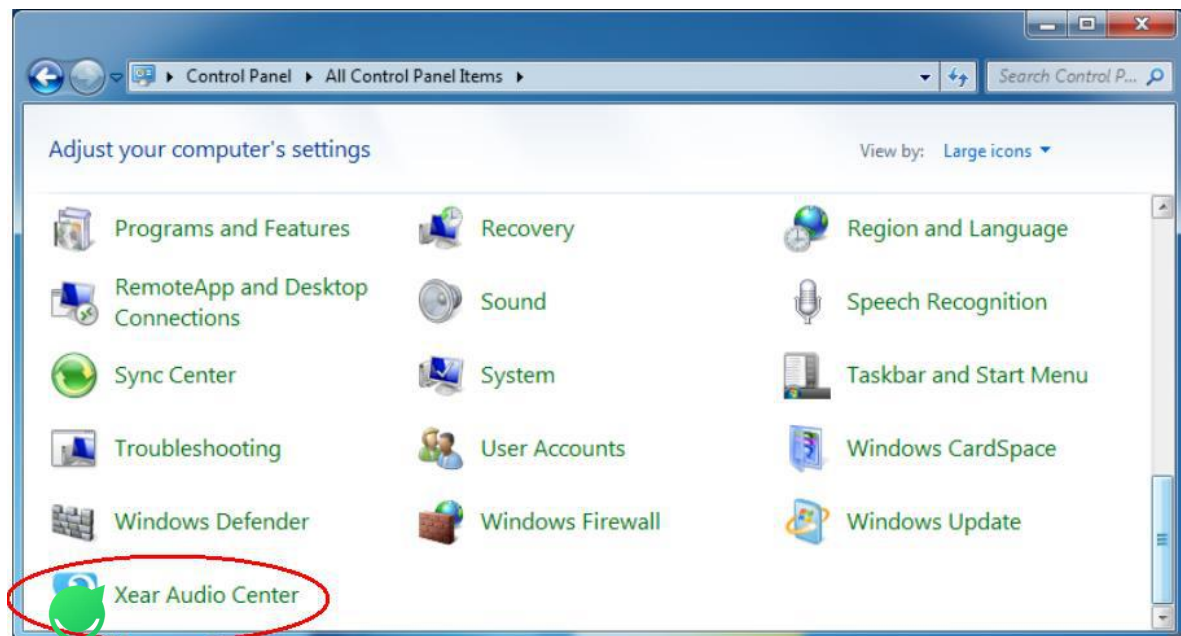 Control Panel ▸ All Control Panel Items ▸
Search Control P...
Adjust your computer's settings
View by: Large icons
Programs and Features
Recovery
Region and Language
RemoteApp and Desktop
Connections
Sound
Speech Recognition
Sync Center
System
Taskbar and Start Menu
Troubleshooting
User Accounts
Windows CardSpace
Windows Defender
Windows Firewall
Windows Update
Xear Audio Center